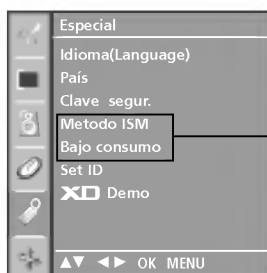 Especial
Idioma(Language)
País
Clave segur.
Metodo ISM
Bajo consumo
Set ID
XD Demo
▲▼ ◄► OK MENU